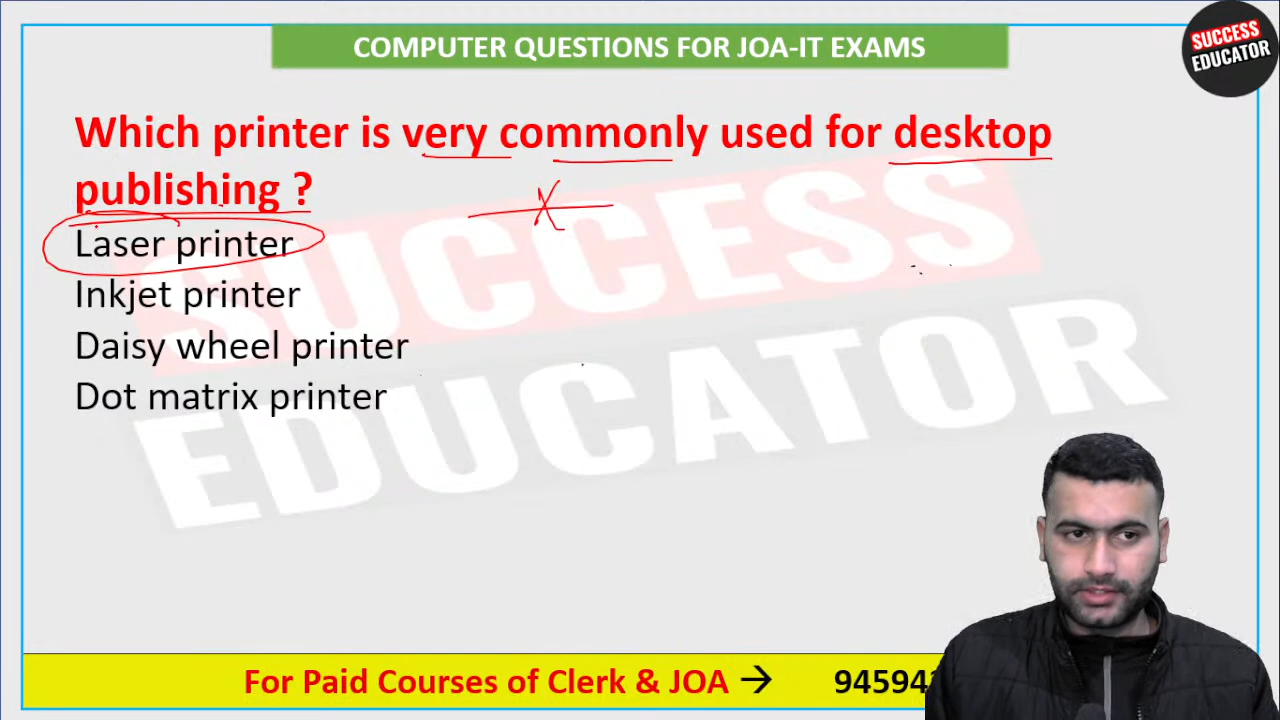 COMPUTER QUESTIONS FOR JOA-IT EXAMS
SUCCESS
EDUCATOR
Which printer is very commonly used for desktop
publishing ?
Laser printer
Inkjet printer
Daisy wheel printer
Dot matrix printer
SUCCESS
EDUCATOR
For Paid Courses of Clerk & JOA → 94594